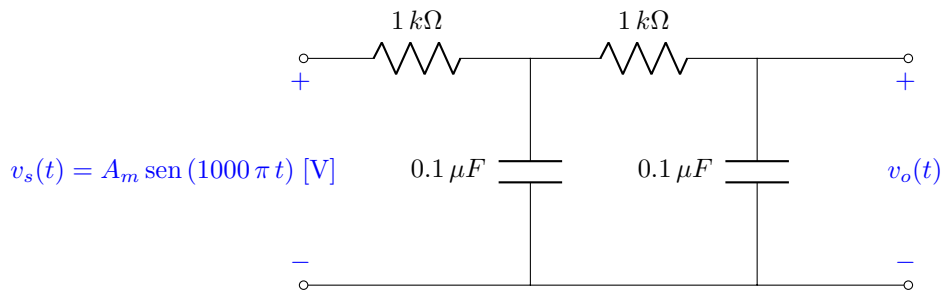 1 kΩ
1 kΩ
+
+
v_s(t) = A_m sen (1000 π t) [V]
0.1 μF
0.1 μF
v_o(t)
−
−